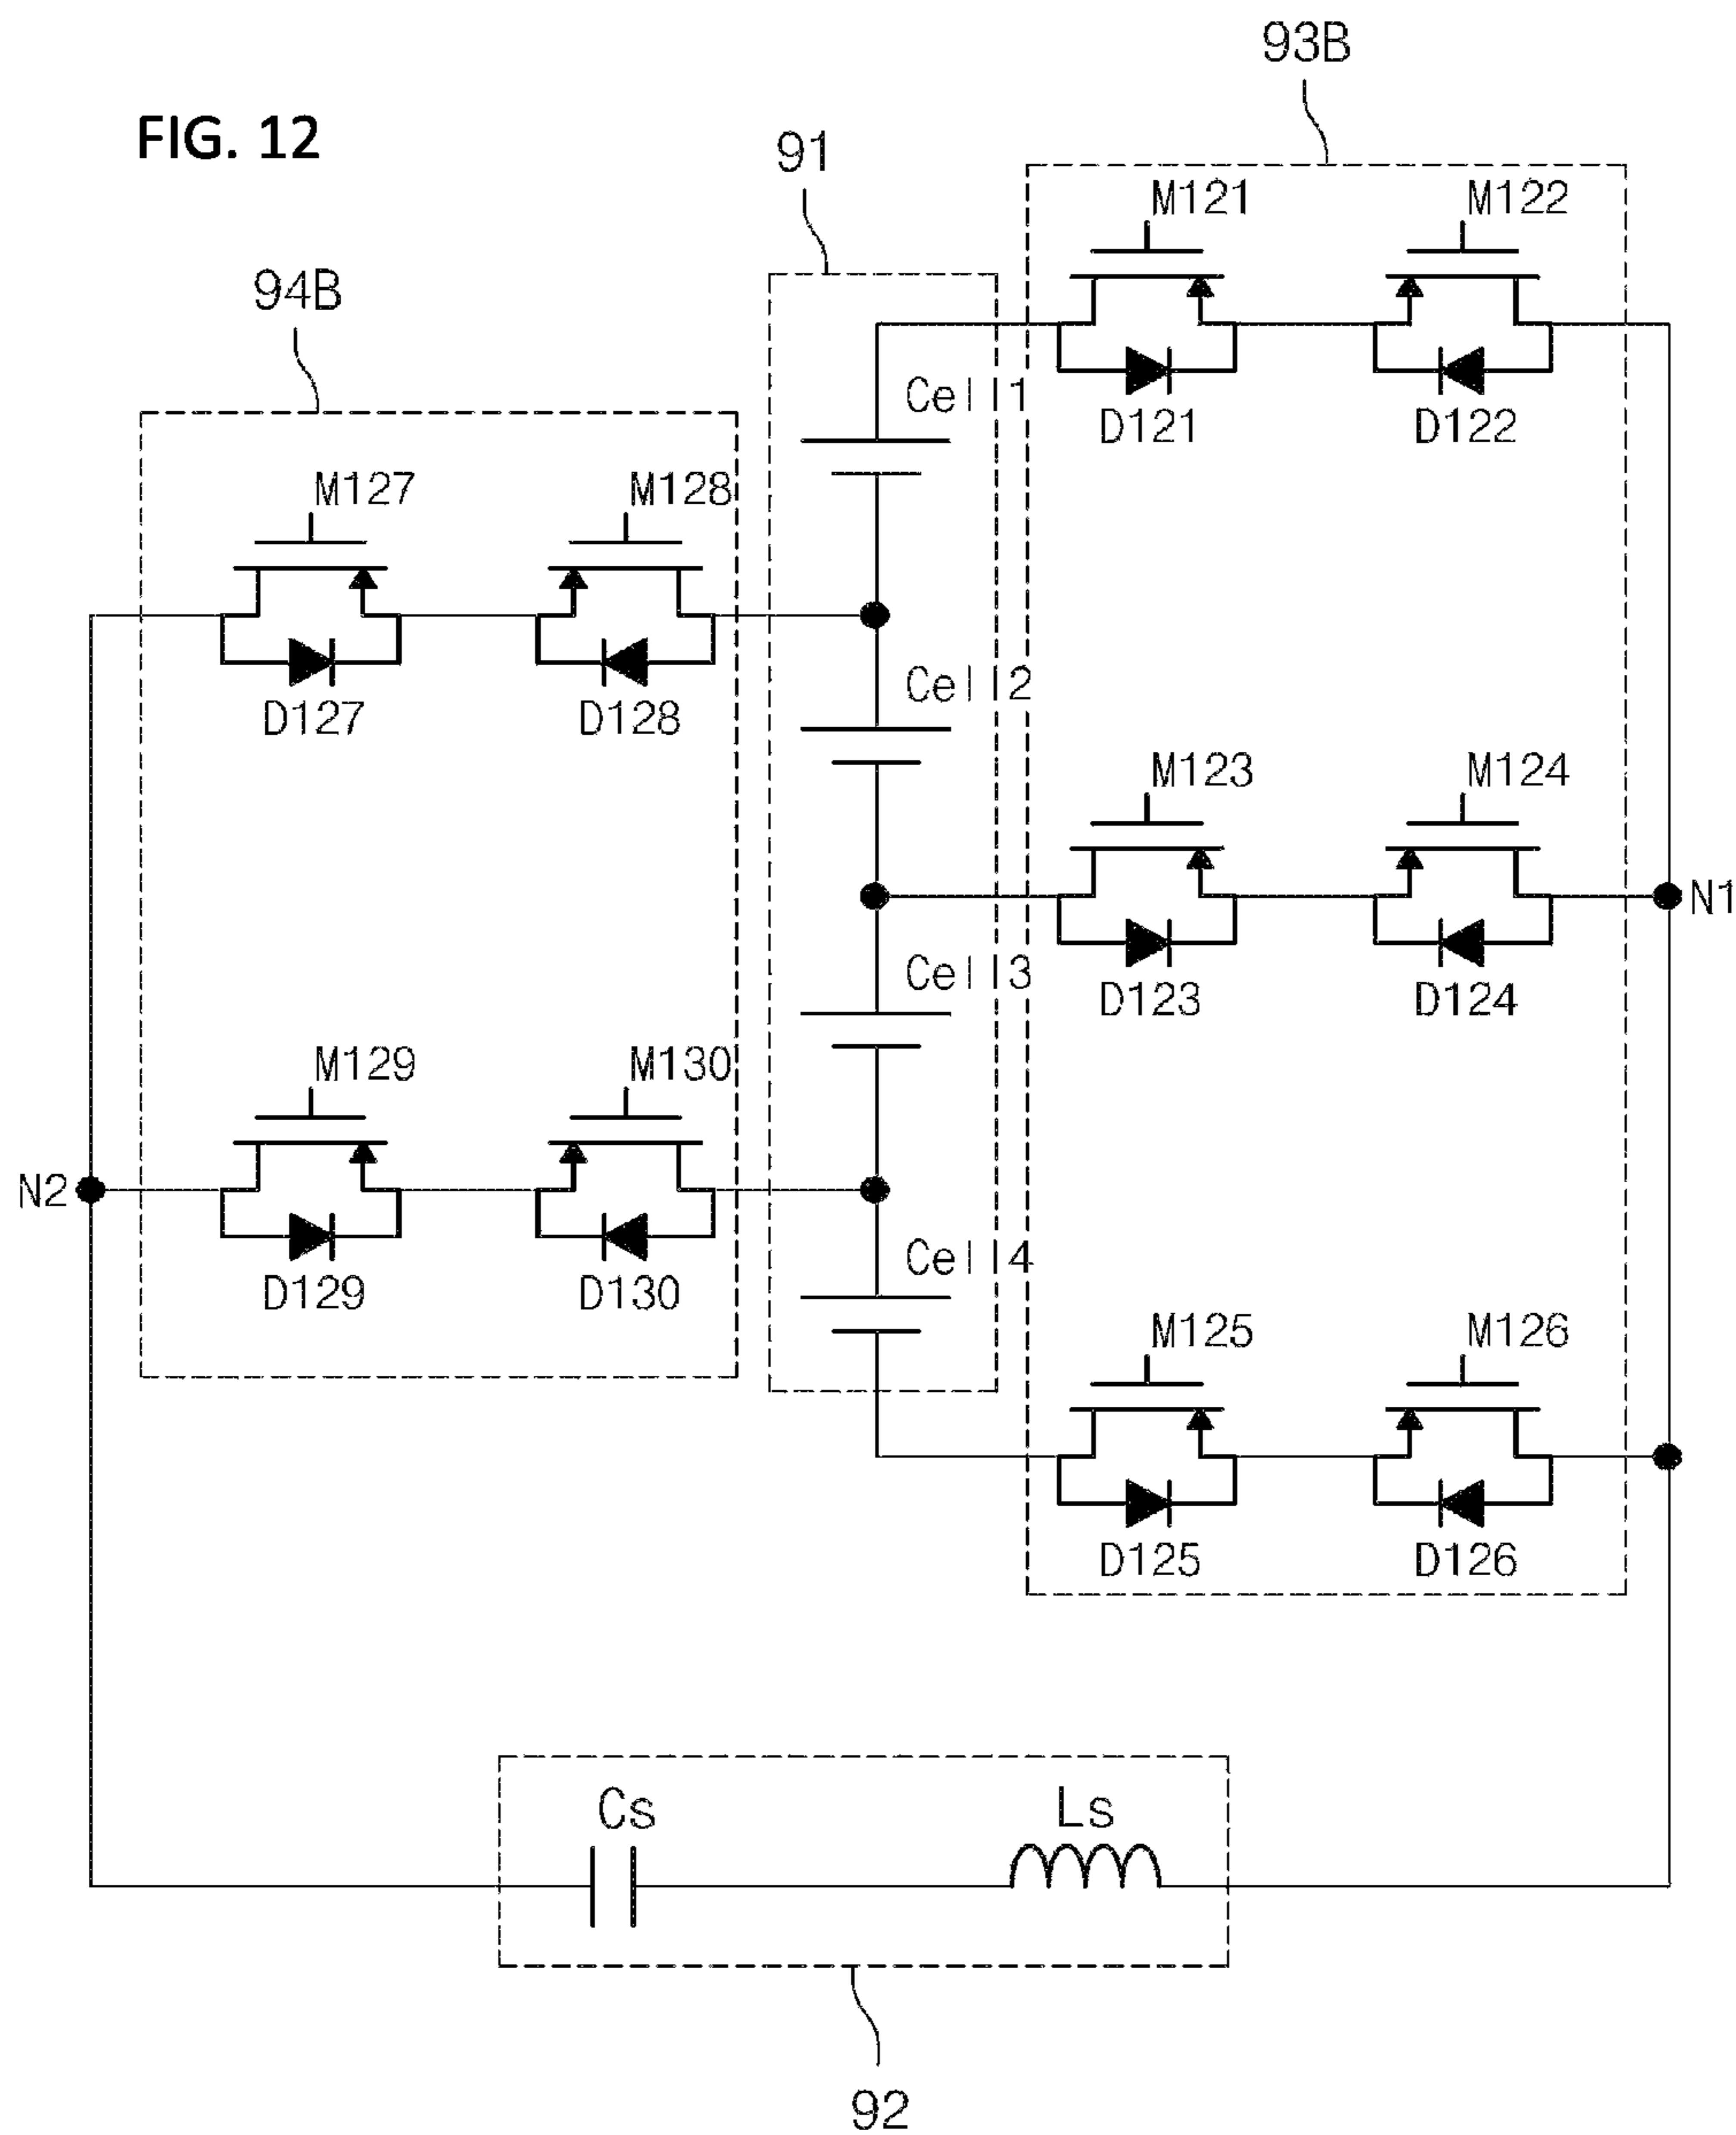 93B
FIG. 12
91
M121 M122
94B
Cell1
D121 D122
M127 M128
Cell2
D127 D128
M123 M124
N1
Cell3
D123 D124
M129 M130
N2
Cell4
D129 D130
M125 M126
D125 D126
Cs Ls
92